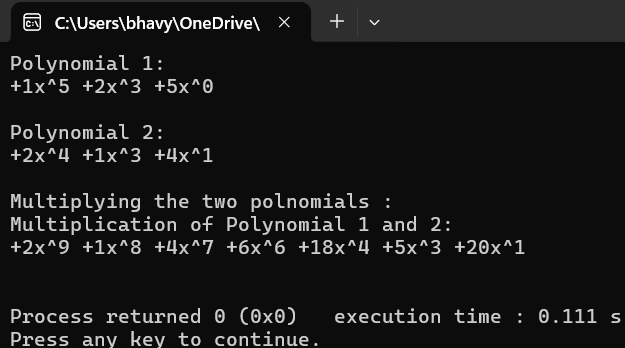 C:\Users\bhavy\OneDrive\
Polynomial 1:
+1x^5 +2x^3 +5x^0
Polynomial 2:
+2x^4 +1x^3 +4x^1
Multiplying the two polnomials :
Multiplication of Polynomial 1 and 2:
+2x^9 +1x^8 +4x^7 +6x^6 +18x^4 +5x^3 +20x^1
Process returned 0 (0x0)   execution time : 0.111 s
Press any key to continue.